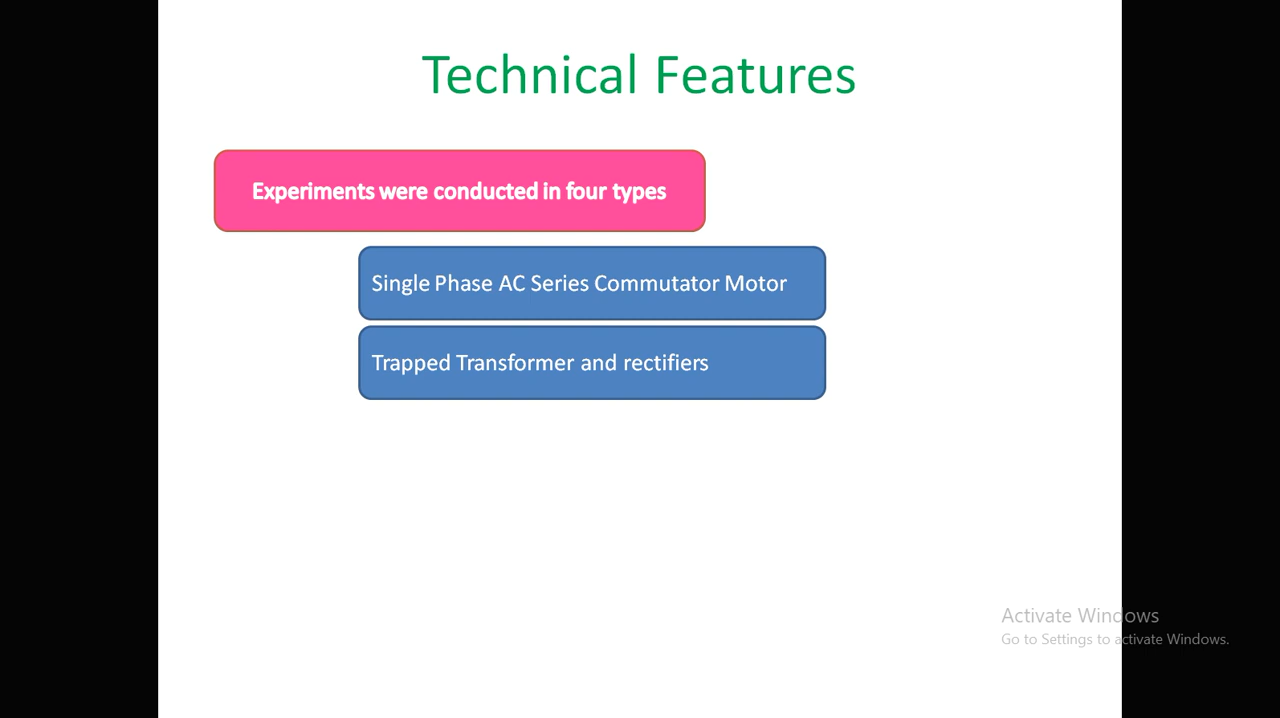 Technical Features
Experiments were conducted in four types
Single Phase AC Series Commutator Motor
Trapped Transformer and rectifiers
Activate Windows
Go to Settings to activate Windows.